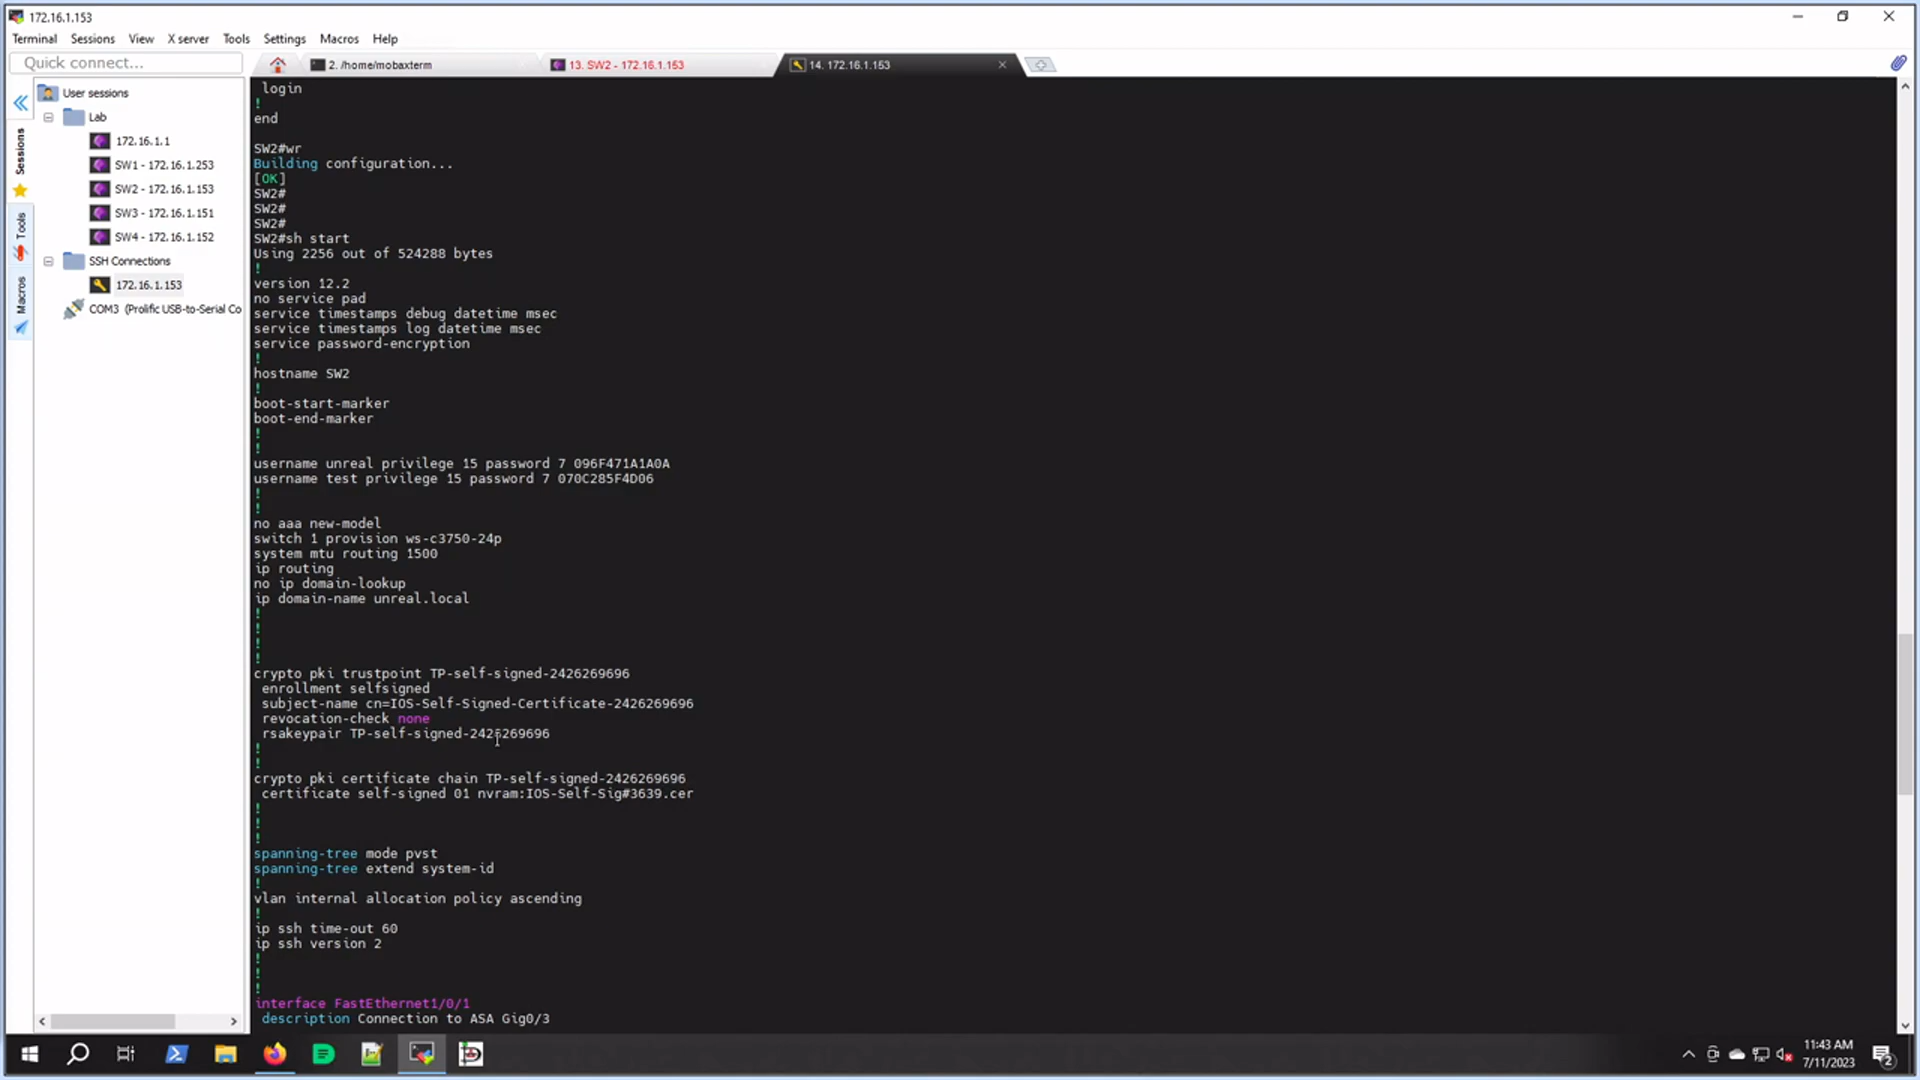 172.16.1.153
Terminal Sessions View X server Tools Settings Macros Help
Quick connect...
2. /home/mobaxterm
13. SW2 - 172.16.1.153
14. 172.16.1.153
Sessions
Tools
Macros
User sessions
Lab
172.16.1.1
SW1 - 172.16.1.253
SW2 - 172.16.1.153
SW3 - 172.16.1.151
SW4 - 172.16.1.152
SSH Connections
172.16.1.153
COM3 (Prolific USB-to-Serial Co
login
!
end
SW2#wr
Building configuration...
[OK]
SW2#
SW2#
SW2#
SW2#sh start
Using 2256 out of 524288 bytes
!
version 12.2
no service pad
service timestamps debug datetime msec
service timestamps log datetime msec
service password-encryption
!
hostname SW2
!
boot-start-marker
boot-end-marker
!
!
username unreal privilege 15 password 7 096F471A1A0A
username test privilege 15 password 7 070C285F4D06
!
!
no aaa new-model
switch 1 provision ws-c3750-24p
system mtu routing 1500
ip routing
no ip domain-lookup
ip domain-name unreal.local
!
!
!
!
crypto pki trustpoint TP-self-signed-2426269696
enrollment selfsigned
subject-name cn=IOS-Self-Signed-Certificate-2426269696
revocation-check none
rsakeypair TP-self-signed-2426269696
!
!
crypto pki certificate chain TP-self-signed-2426269696
certificate self-signed 01 nvram:IOS-Self-Sig#3639.cer
!
!
!
spanning-tree mode pvst
spanning-tree extend system-id
!
vlan internal allocation policy ascending
!
ip ssh time-out 60
ip ssh version 2
!
!
!
interface FastEthernet1/0/1
description Connection to ASA Gig0/3
11:43 AM
7/11/2023
2